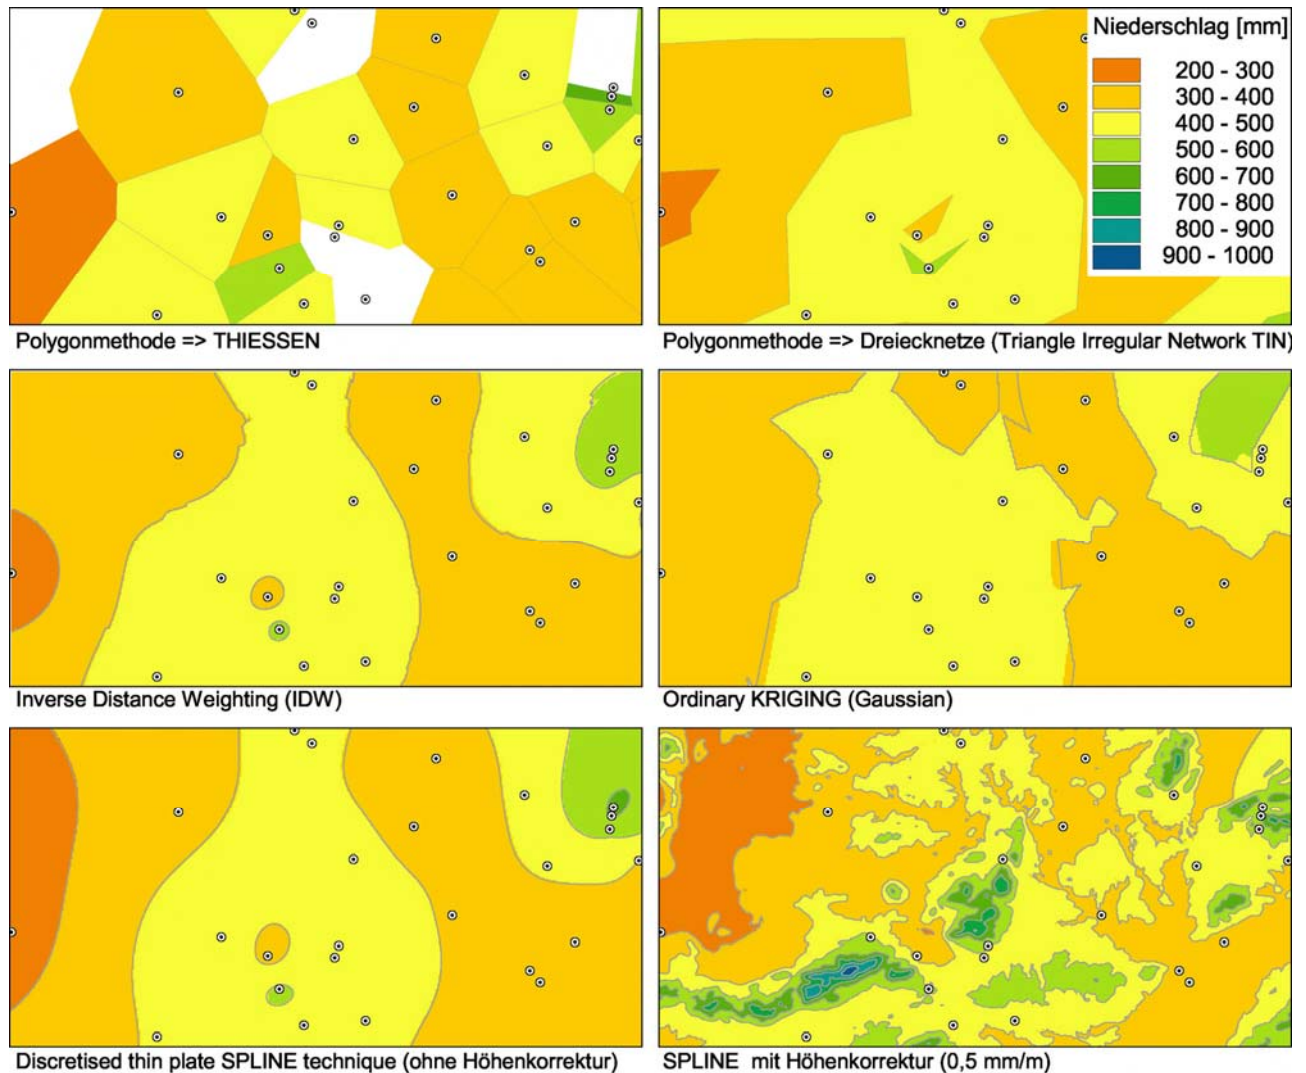 Niederschlag [mm]
200 - 300
300 - 400
400 - 500
500 - 600
600 - 700
700 - 800
800 - 900
900 - 1000
Polygonmethode => THIESSEN
Polygonmethode => Dreiecknetze (Triangle Irregular Network TIN)
Inverse Distance Weighting (IDW)
Ordinary KRIGING (Gaussian)
Discretised thin plate SPLINE technique (ohne Höhenkorrektur)
SPLINE mit Höhenkorrektur (0,5 mm/m)